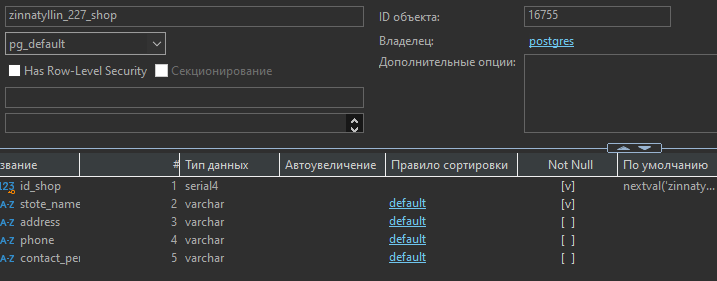 zinnatyllin_227_shop
ID объекта: 16755
pg_default
Владелец: postgres
Has Row-Level Security Секционирование
Дополнительные опции:
звание # Тип данных Автоувеличение Правило сортировки Not Null По умолчанию
123 id_shop 1 serial4 [v] nextval('zinnaty...
A-Z stote_name 2 varchar default [v]
A-Z address 3 varchar default [ ]
A-Z phone 4 varchar default [ ]
A-Z contact_per 5 varchar default [ ]